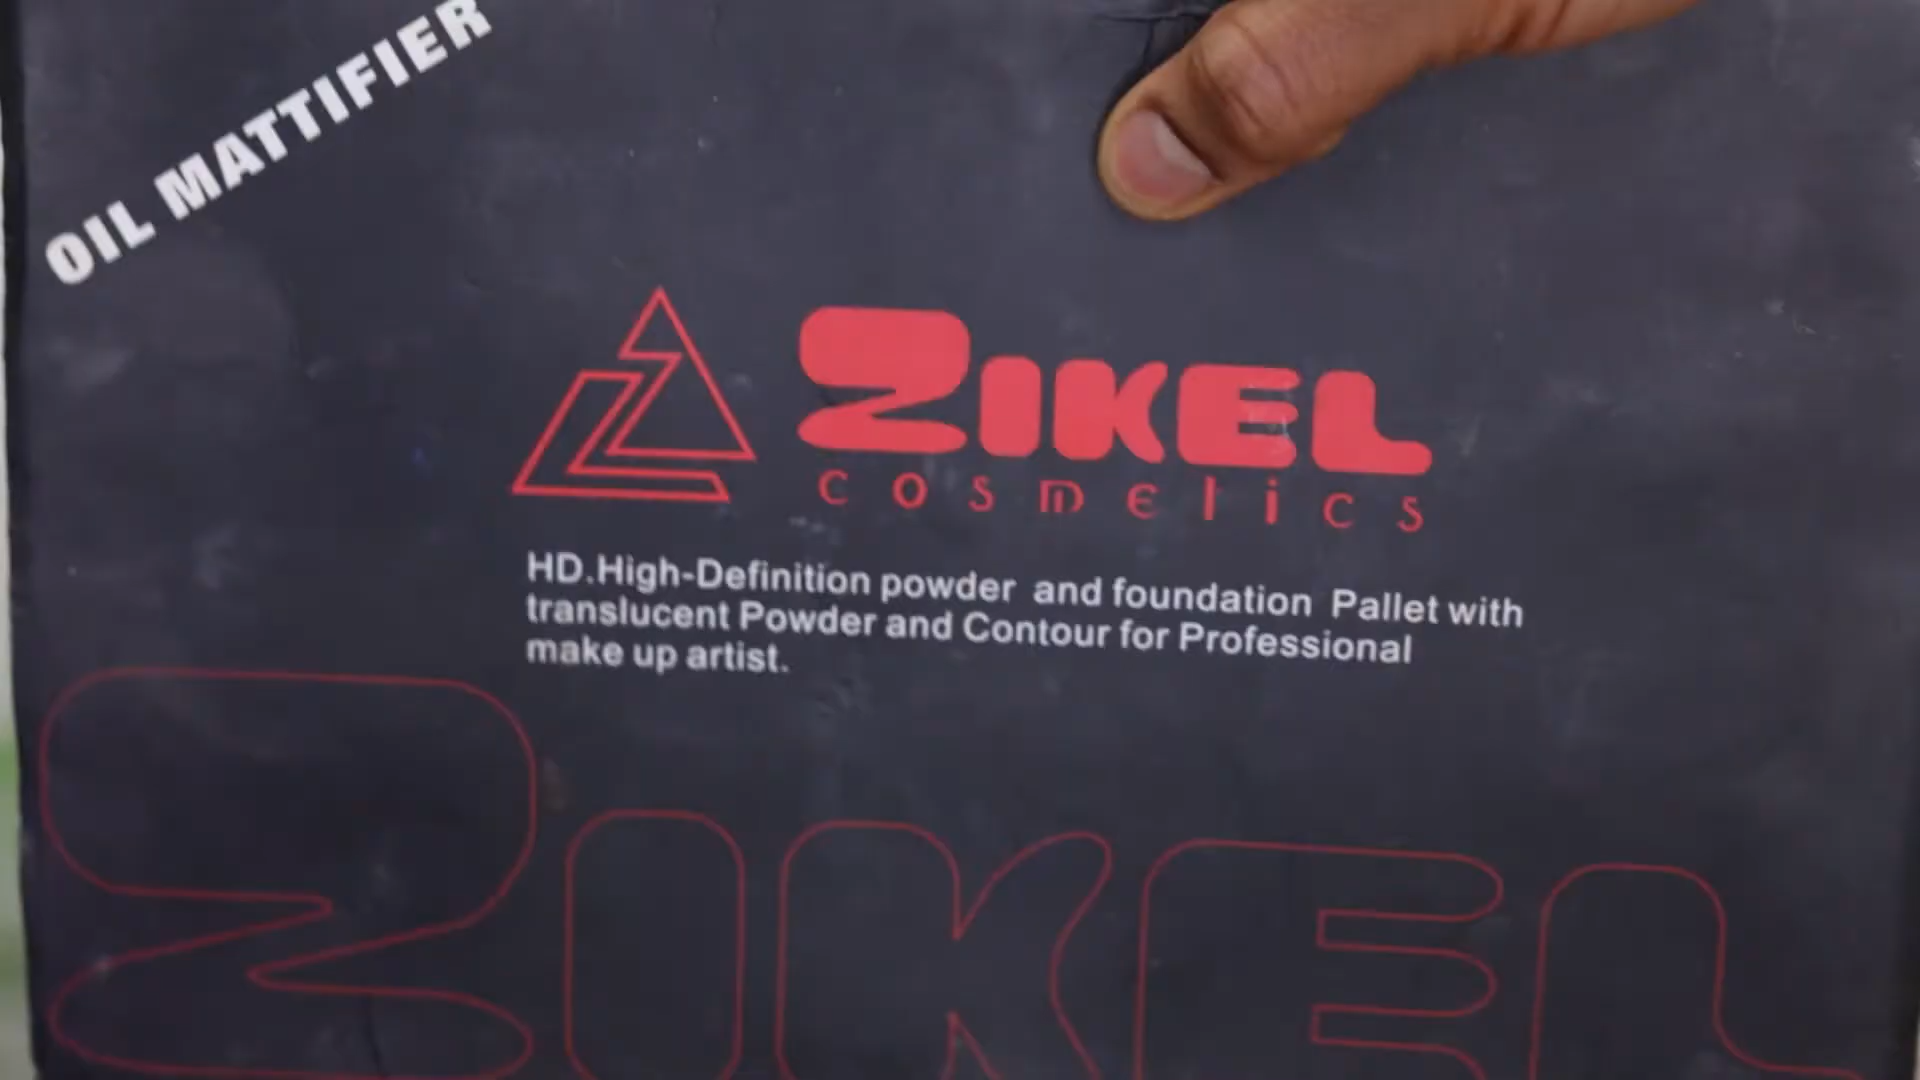 OIL MATTIFIER
ZIKEL
cosmetics
HD.High-Definition powder and foundation Pallet with
translucent Powder and Contour for Professional
make up artist.
ZIKEL